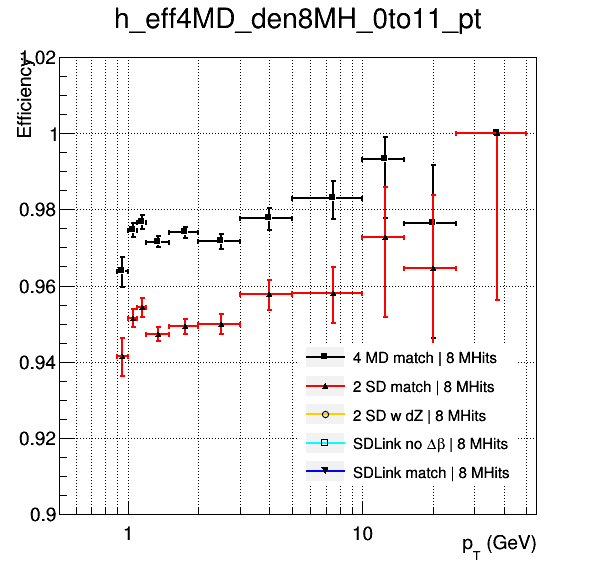 h_eff4MD_den8MH_0to11_pt
Efficiency
1.02
1
0.98
0.96
0.94
0.92
0.9
4 MD match | 8 MHits
2 SD match | 8 MHits
2 SD w dZ | 8 MHits
SDLink no Δβ | 8 MHits
SDLink match | 8 MHits
1
10
p_T (GeV)